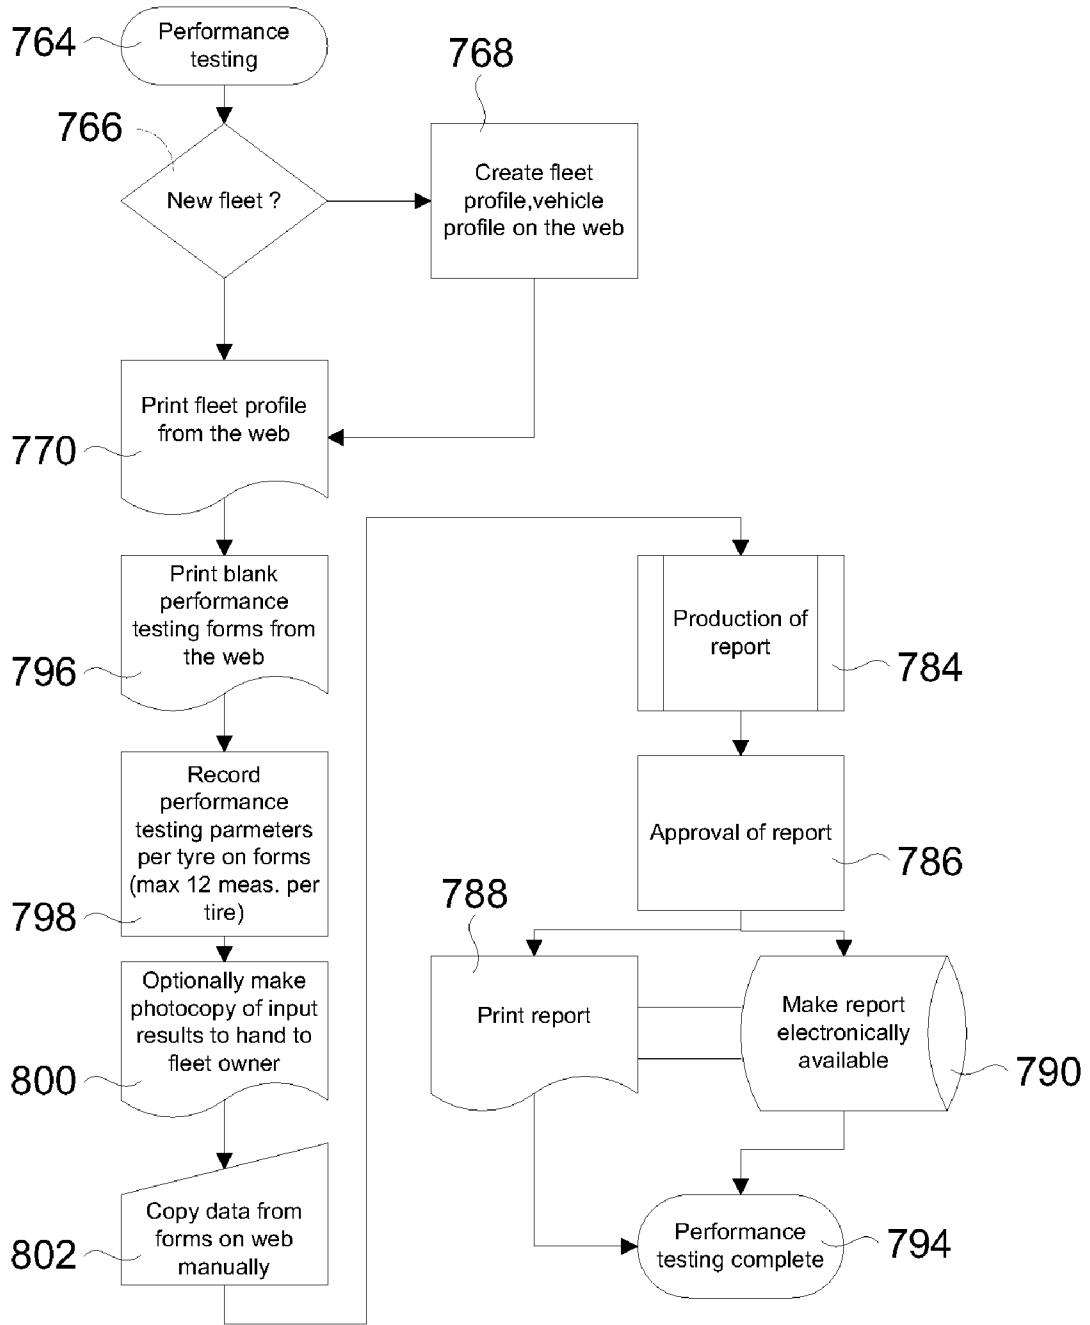 764
Performance
testing
768
766
New fleet ?
Create fleet
profile,vehicle
profile on the web
770
Print fleet profile
from the web
796
Print blank
performance
testing forms from
the web
798
Record
performance
testing parmeters
per tyre on forms
(max 12 meas. per
tire)
800
Optionally make
photocopy of input
results to hand to
fleet owner
802
Copy data from
forms on web
manually
Production of
report
784
Approval of report
786
788
Print report
Make report
electronically
available
790
Performance
testing complete
794